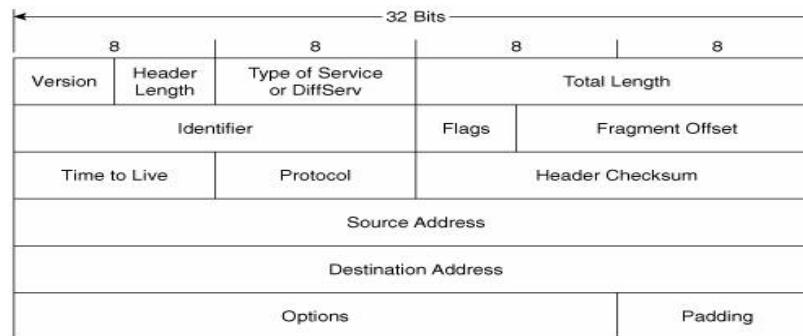 32 Bits
8 8 8 8
Version Header Length Type of Service or DiffServ Total Length
Identifier Flags Fragment Offset
Time to Live Protocol Header Checksum
Source Address
Destination Address
Options Padding